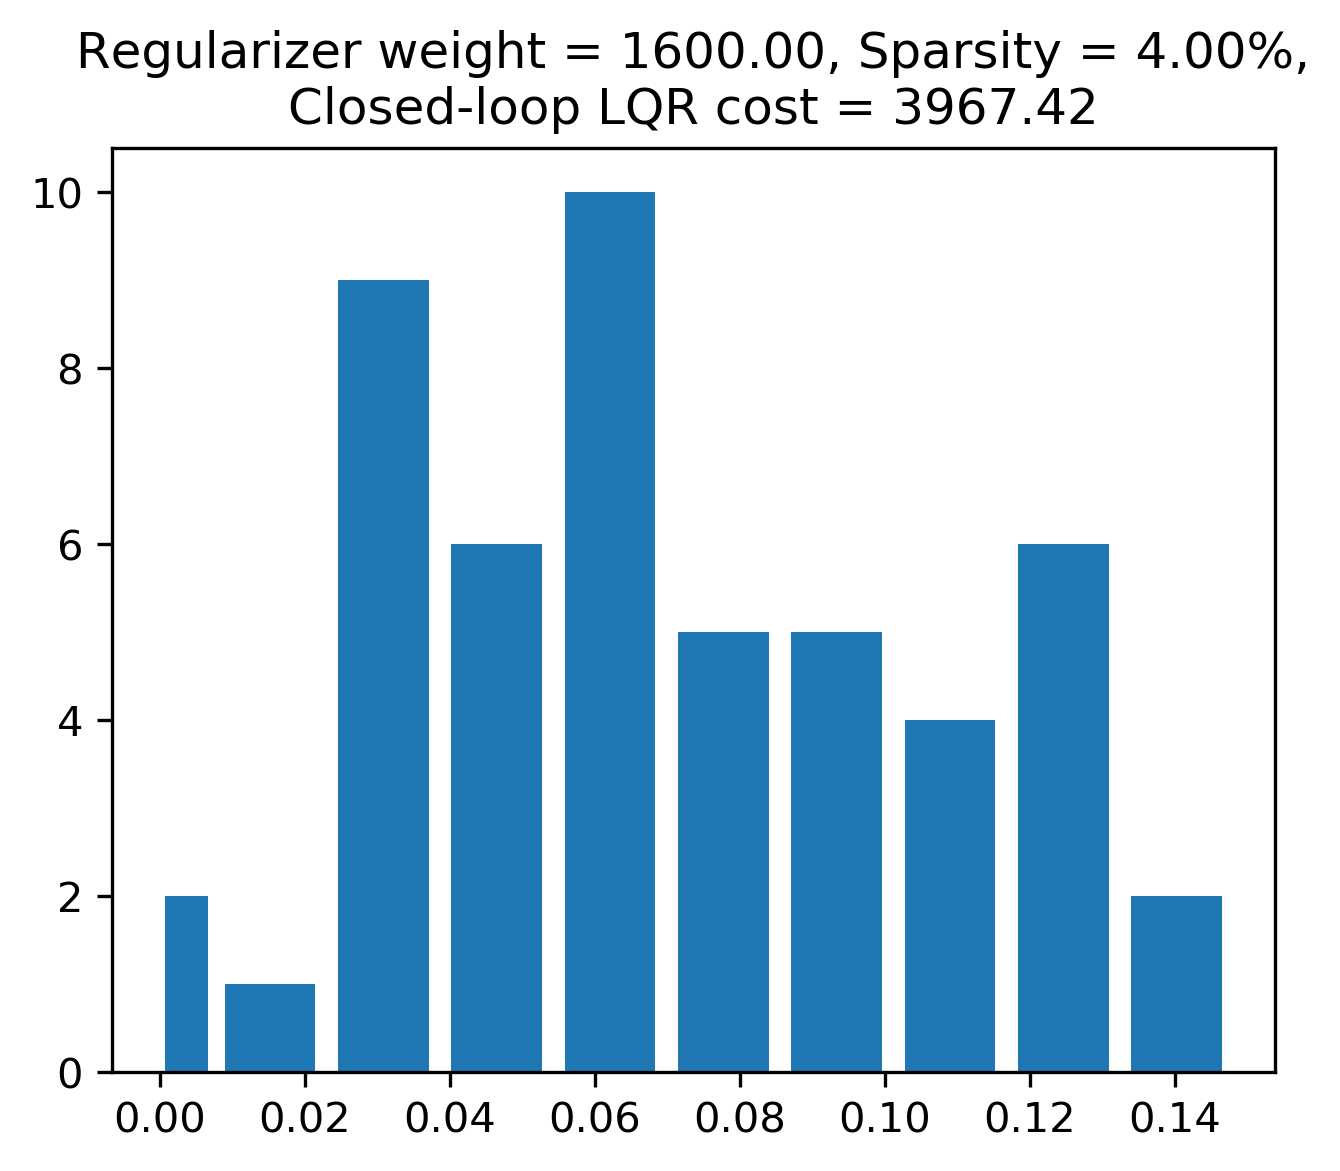 Regularizer weight = 1600.00, Sparsity = 4.00%,
Closed-loop LQR cost = 3967.42
10
8
6
4
2
0
0.00 0.02 0.04 0.06 0.08 0.10 0.12 0.14